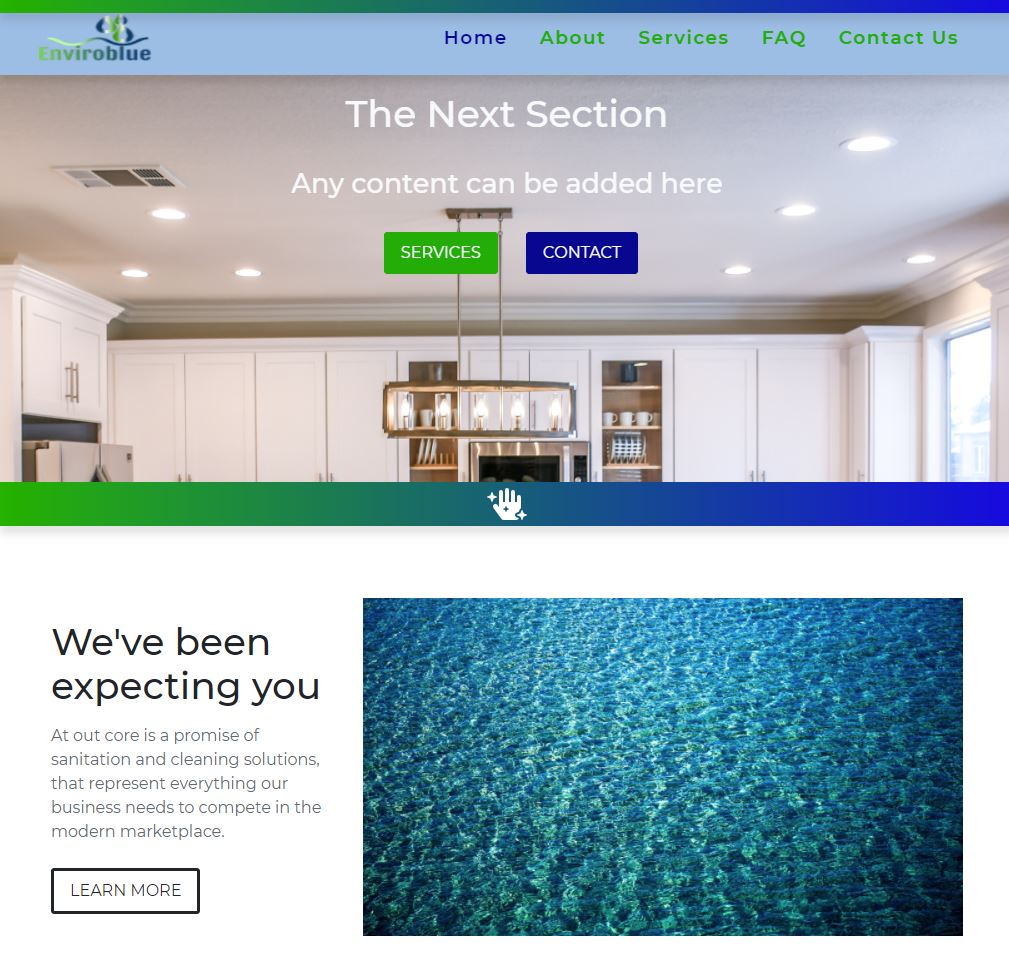 Enviroblue
Home About Services FAQ Contact Us
The Next Section
Any content can be added here
SERVICES CONTACT
We've been
expecting you
At out core is a promise of
sanitation and cleaning solutions,
that represent everything our
business needs to compete in the
modern marketplace.
LEARN MORE